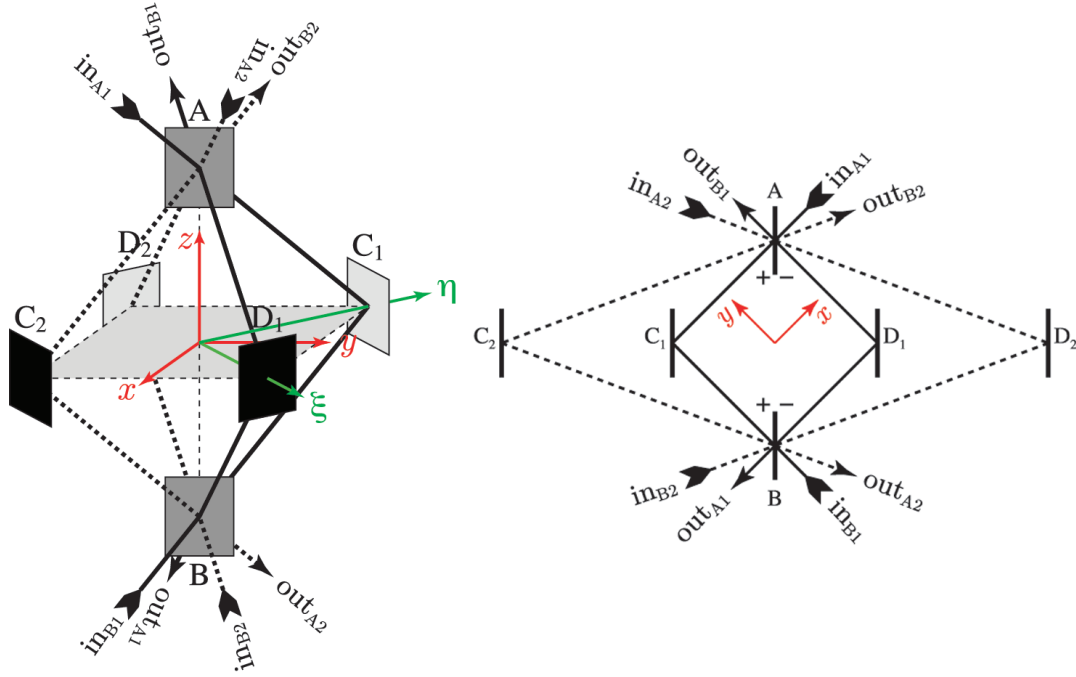 out_B1
in_A2
out_B2
in_A1
A
z
D_2
C_1
η
C_2
D_1
y
x
ξ
B
in_B1
out_A1
in_B2
out_A2
out_B1
A
in_A1
in_A2
out_B2
+ −
y
x
C_2
C_1
D_1
D_2
+ −
in_B2
out_A1
B
in_B1
out_A2